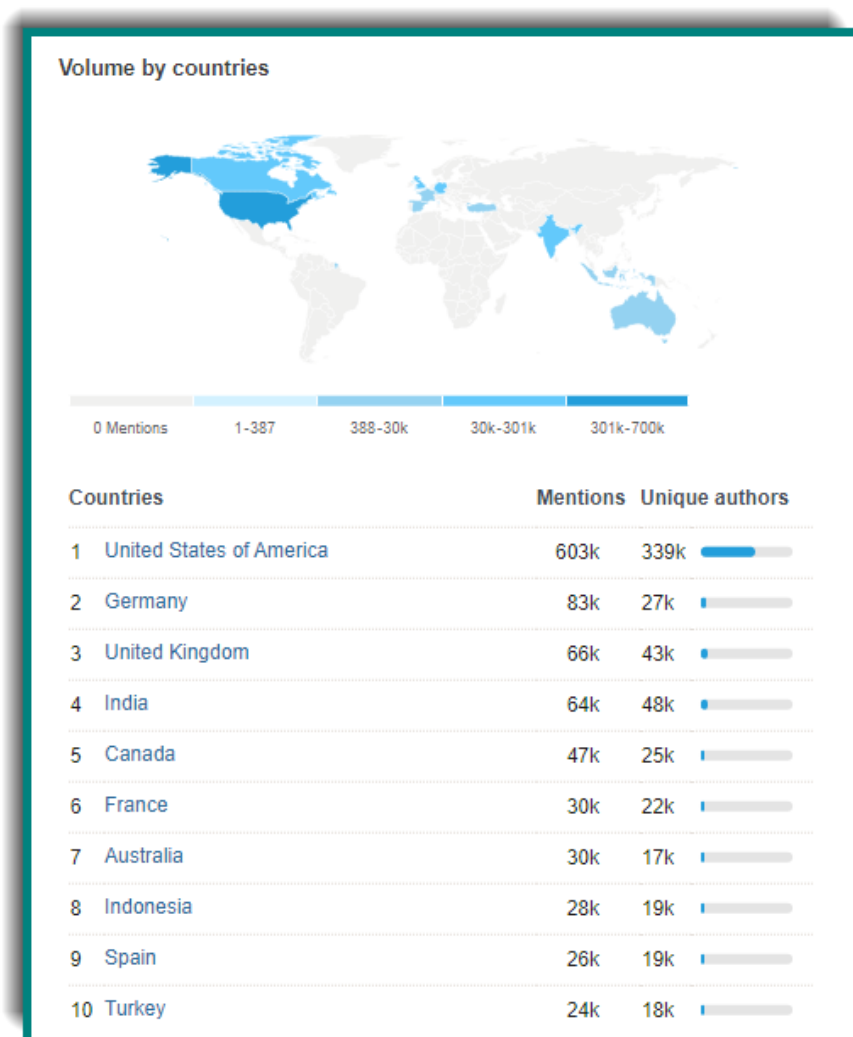 Volume by countries
0 Mentions 1-387 388-30k 30k-301k 301k-700k
Countries Mentions Unique authors
1 United States of America 603k 339k
2 Germany 83k 27k
3 United Kingdom 66k 43k
4 India 64k 48k
5 Canada 47k 25k
6 France 30k 22k
7 Australia 30k 17k
8 Indonesia 28k 19k
9 Spain 26k 19k
10 Turkey 24k 18k